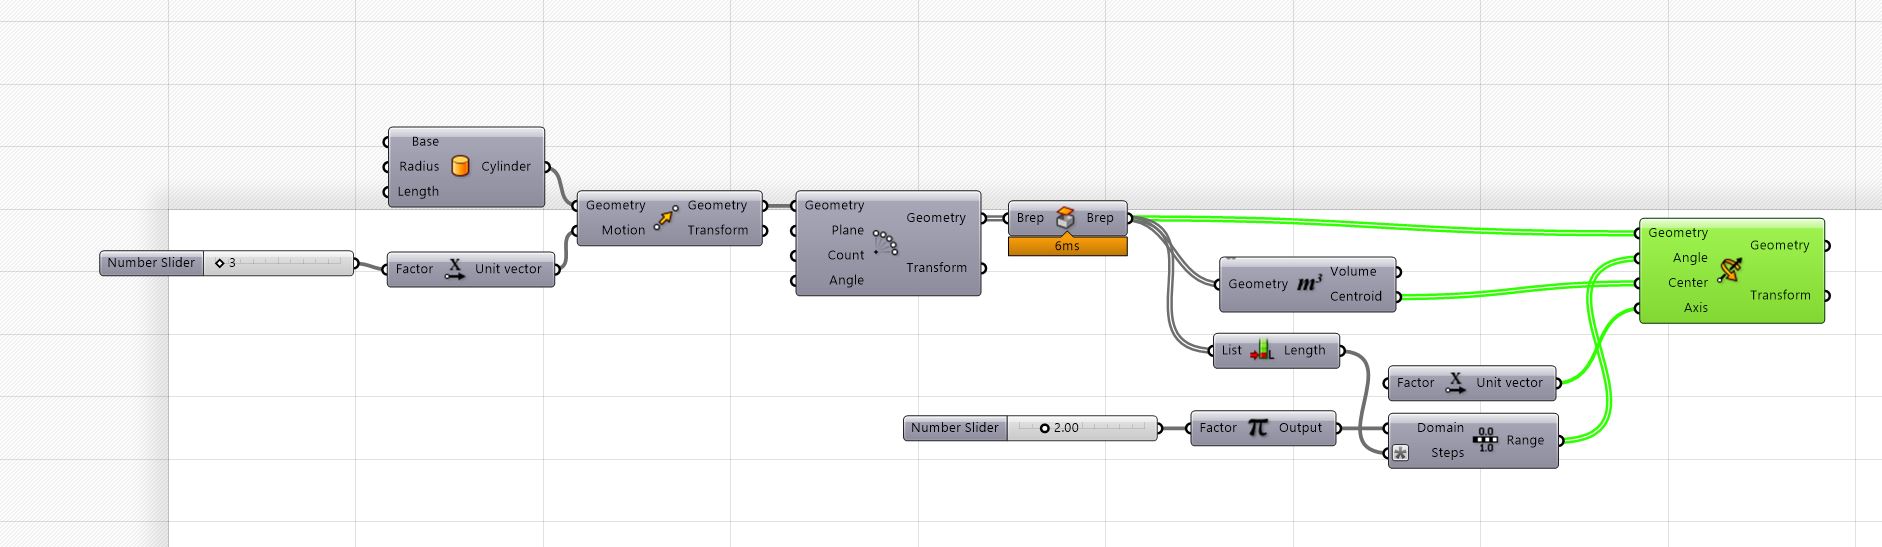 Base
Radius
Cylinder
Length
Number Slider 3
Factor X Unit vector
Geometry Geometry
Motion Transform
Geometry
Plane
Count
Angle
Geometry
Transform
Brep Brep
6ms
Geometry m³ Volume
Centroid
List L Length
Number Slider 2.00
Factor π Output
Factor X Unit vector
Domain
Steps
0.0
1.0
Range
Geometry
Angle
Center
Axis
Geometry
Transform